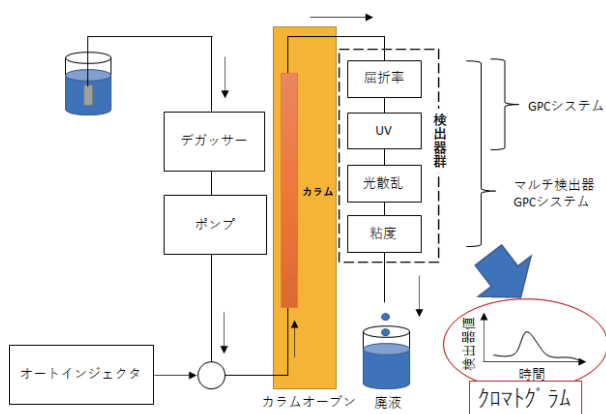 デガッサー
ポンプ
オートインジェクタ
カラム
カラムオーブン
屈折率
UV
光散乱
粘度
検出器群
廃液
GPCシステム
マルチ検出器
GPCシステム
検出器値
時間
クロマトグラム